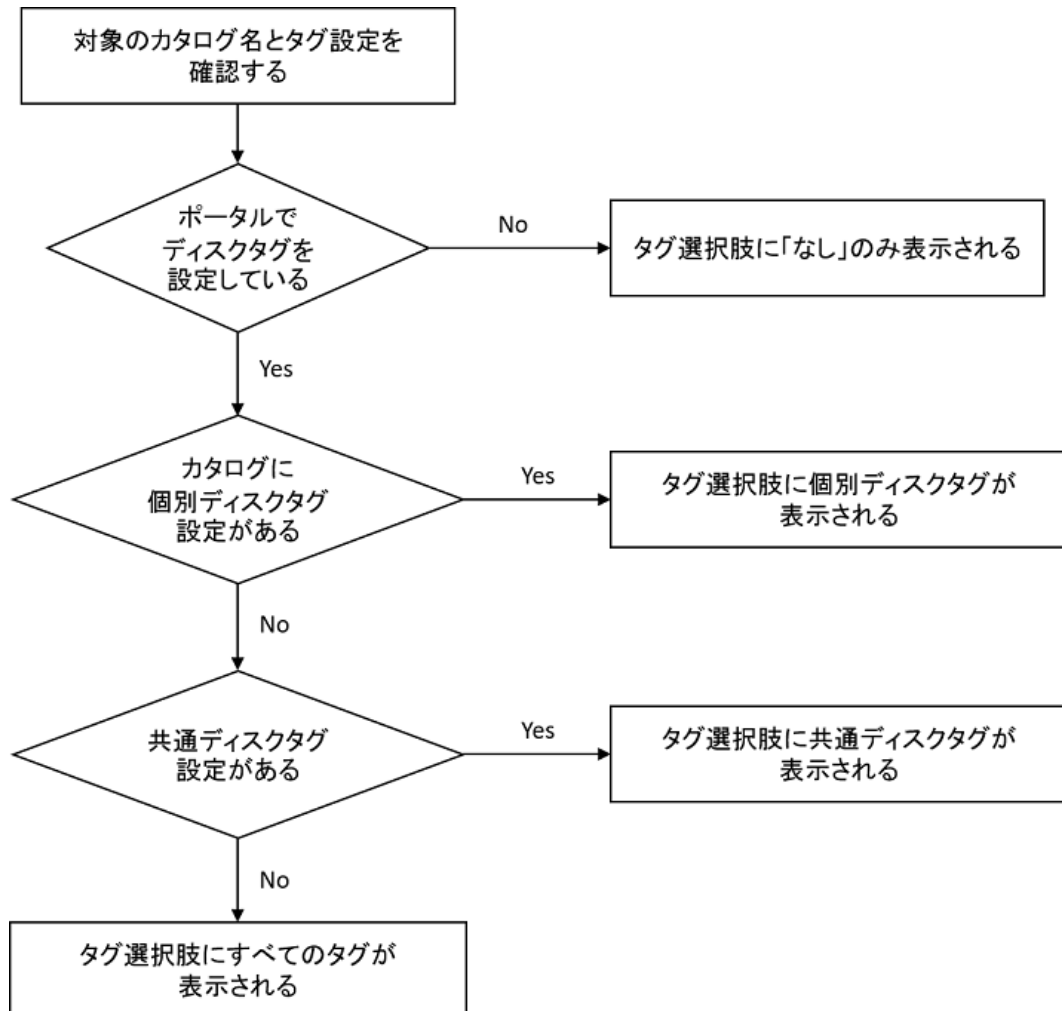 対象のカタログ名とタグ設定を
確認する
ポータルで
ディスクタグを
設定している
No
タグ選択肢に「なし」のみ表示される
Yes
カタログに
個別ディスクタグ
設定がある
Yes
タグ選択肢に個別ディスクタグが
表示される
No
共通ディスクタグ
設定がある
Yes
タグ選択肢に共通ディスクタグが
表示される
No
タグ選択肢にすべてのタグが
表示される